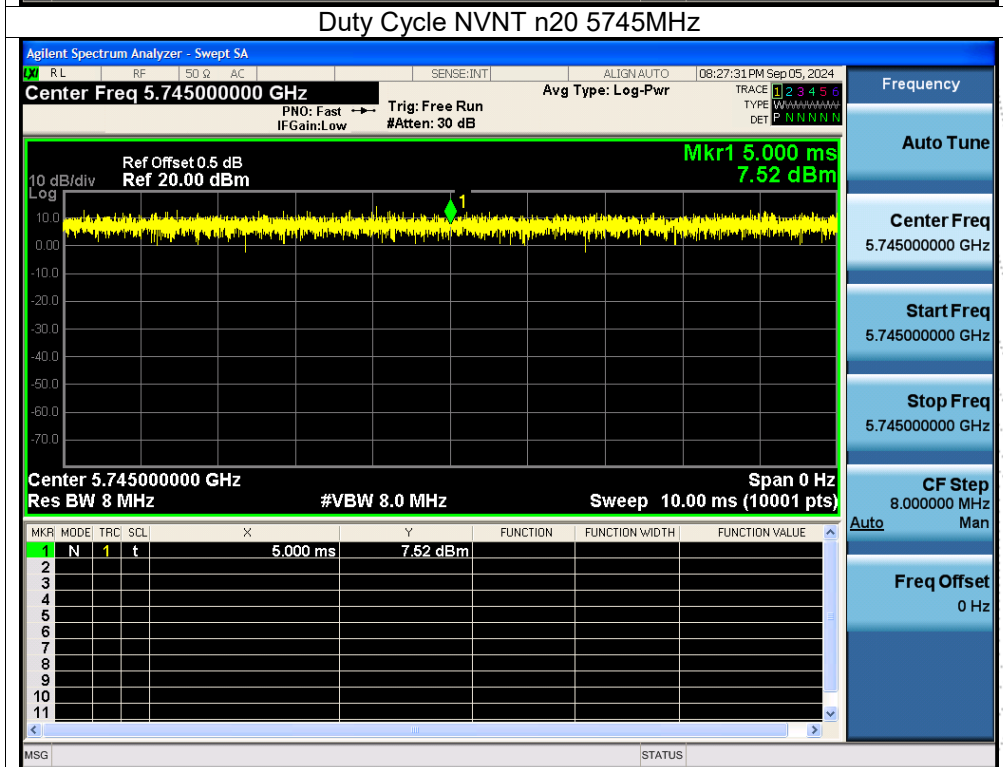 Duty Cycle NVNT n20 5745MHz
Agilent Spectrum Analyzer - Swept SA
LXI RL RF 50 Ω AC SENSE:INT ALIGN AUTO 08:27:31 PM Sep 05, 2024
Center Freq 5.745000000 GHz Avg Type: Log-Pwr TRACE 1 2 3 4 5 6
PNO: Fast Trig: Free Run TYPE WWWWWW
IFGain:Low #Atten: 30 dB DET P N N N N N
Frequency
Mkr1 5.000 ms
7.52 dBm
Ref Offset 0.5 dB
10 dB/div Ref 20.00 dBm
Log
1
10.0
0.00
-10.0
-20.0
-30.0
-40.0
-50.0
-60.0
-70.0
Center 5.745000000 GHz Span 0 Hz
Res BW 8 MHz #VBW 8.0 MHz Sweep 10.00 ms (10001 pts)
MKR MODE TRC SCL X Y FUNCTION FUNCTION WIDTH FUNCTION VALUE
1 N 1 t 5.000 ms 7.52 dBm
2
3
4
5
6
7
8
9
10
11
Auto Tune
Center Freq
5.745000000 GHz
Start Freq
5.745000000 GHz
Stop Freq
5.745000000 GHz
CF Step
8.000000 MHz
Auto Man
Freq Offset
0 Hz
MSG STATUS